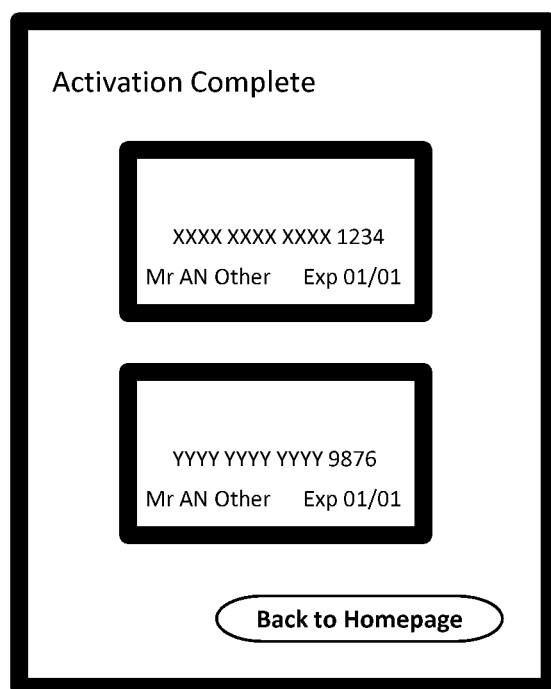 Activation Complete
XXXX XXXX XXXX 1234
Mr AN Other Exp 01/01
YYYY YYYY YYYY 9876
Mr AN Other Exp 01/01
Back to Homepage